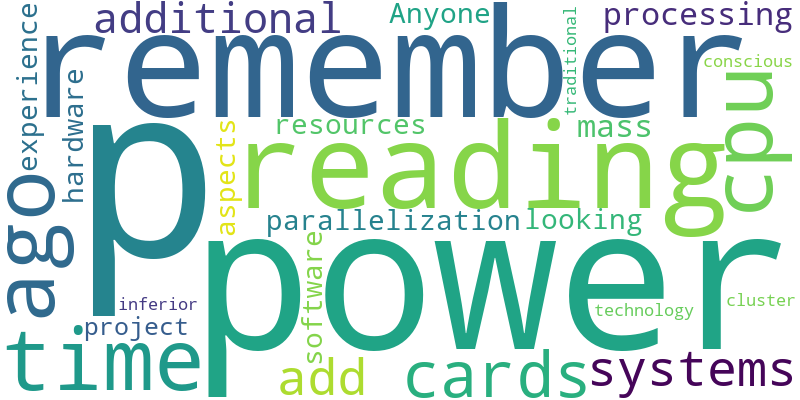 experience
additional
Anyone
processing
remember
traditional
conscious
hardware
cpu
p
aspects
resources
mass
reading
ago
parallelization
looking
power
software
inferior
project
technology
cluster
time
add
cards
systems